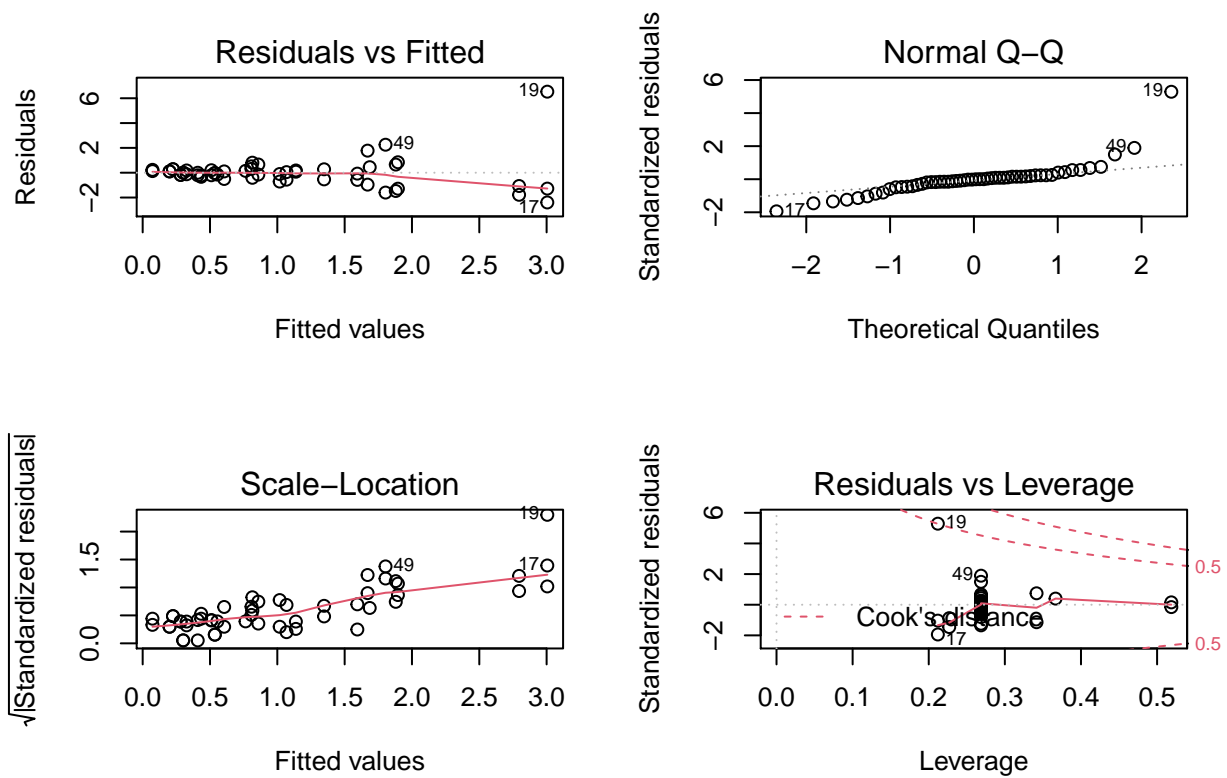 Residuals vs Fitted
Residuals
6
2
−2
19
49
17
0.0 0.5 1.0 1.5 2.0 2.5 3.0
Fitted values
Normal Q−Q
Standardized residuals
6
2
−2
19
49
17
−2 −1 0 1 2
Theoretical Quantiles
Scale−Location
√|Standardized residuals|
1.5
0.0
19
49
17
0.0 0.5 1.0 1.5 2.0 2.5 3.0
Fitted values
Residuals vs Leverage
Standardized residuals
6
2
−2
19
49
17
Cook's distance
0.5
0.5
0.0 0.1 0.2 0.3 0.4 0.5
Leverage